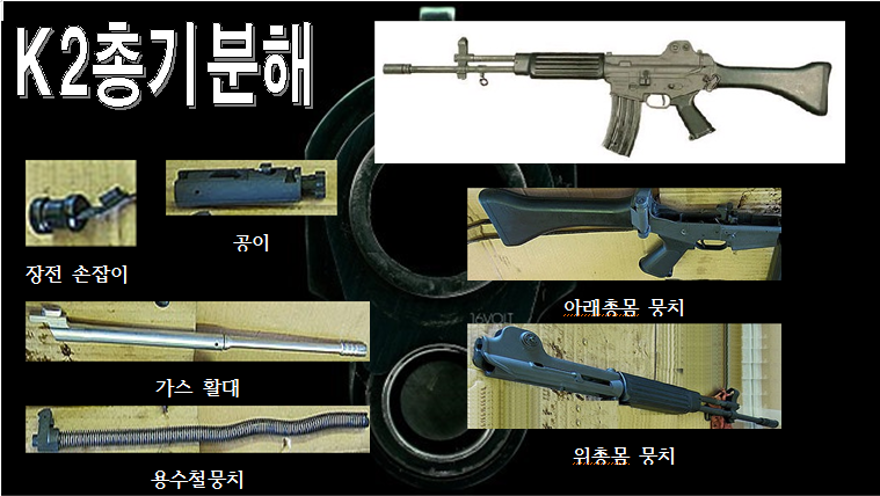 K2총기분해
공이
장전 손잡이
아래총몸 뭉치
16VOLT
가스 활대
위총몸 뭉치
용수철뭉치